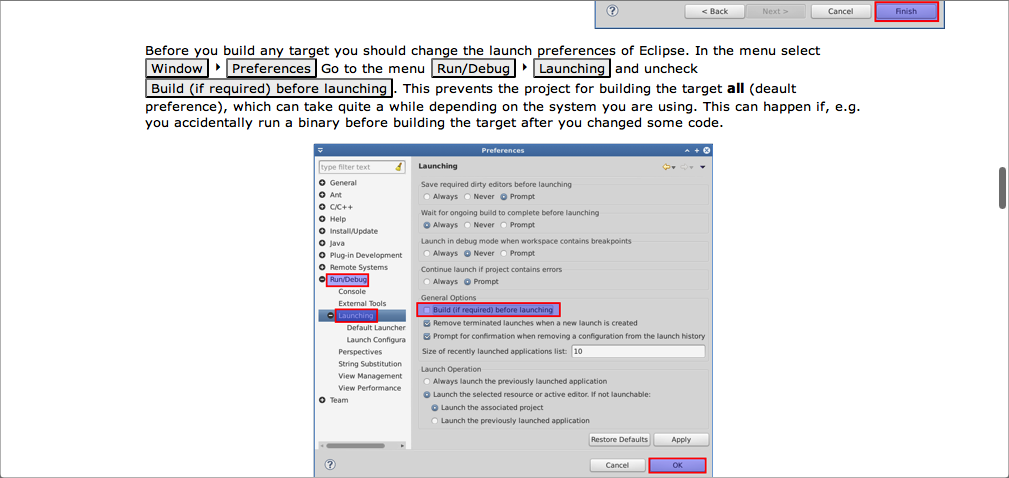 < Back Next > Cancel Finish
Before you build any target you should change the launch preferences of Eclipse. In the menu select
Window Preferences Go to the menu Run/Debug Launching and uncheck
Build (if required) before launching . This prevents the project for building the target all (deault
preference), which can take quite a while depending on the system you are using. This can happen if, e.g.
you accidentally run a binary before building the target after you changed some code.
Preferences
type filter text
General
Ant
C/C++
Help
Install/Update
Java
Plug-in Development
Remote Systems
Run/Debug
Console
External Tools
Launching
Default Launcher
Launch Configura
Perspectives
String Substitution
View Management
View Performance
Team
Launching
Save required dirty editors before launching
Always Never Prompt
Wait for ongoing build to complete before launching
Always Never Prompt
Launch in debug mode when workspace contains breakpoints
Always Never Prompt
Continue launch if project contains errors
Always Prompt
General Options
Build (if required) before launching
Remove terminated launches when a new launch is created
Prompt for confirmation when removing a configuration from the launch history
Size of recently launched applications list: 10
Launch Operation
Always launch the previously launched application
Launch the selected resource or active editor. If not launchable:
Launch the associated project
Launch the previously launched application
Restore Defaults Apply
Cancel OK